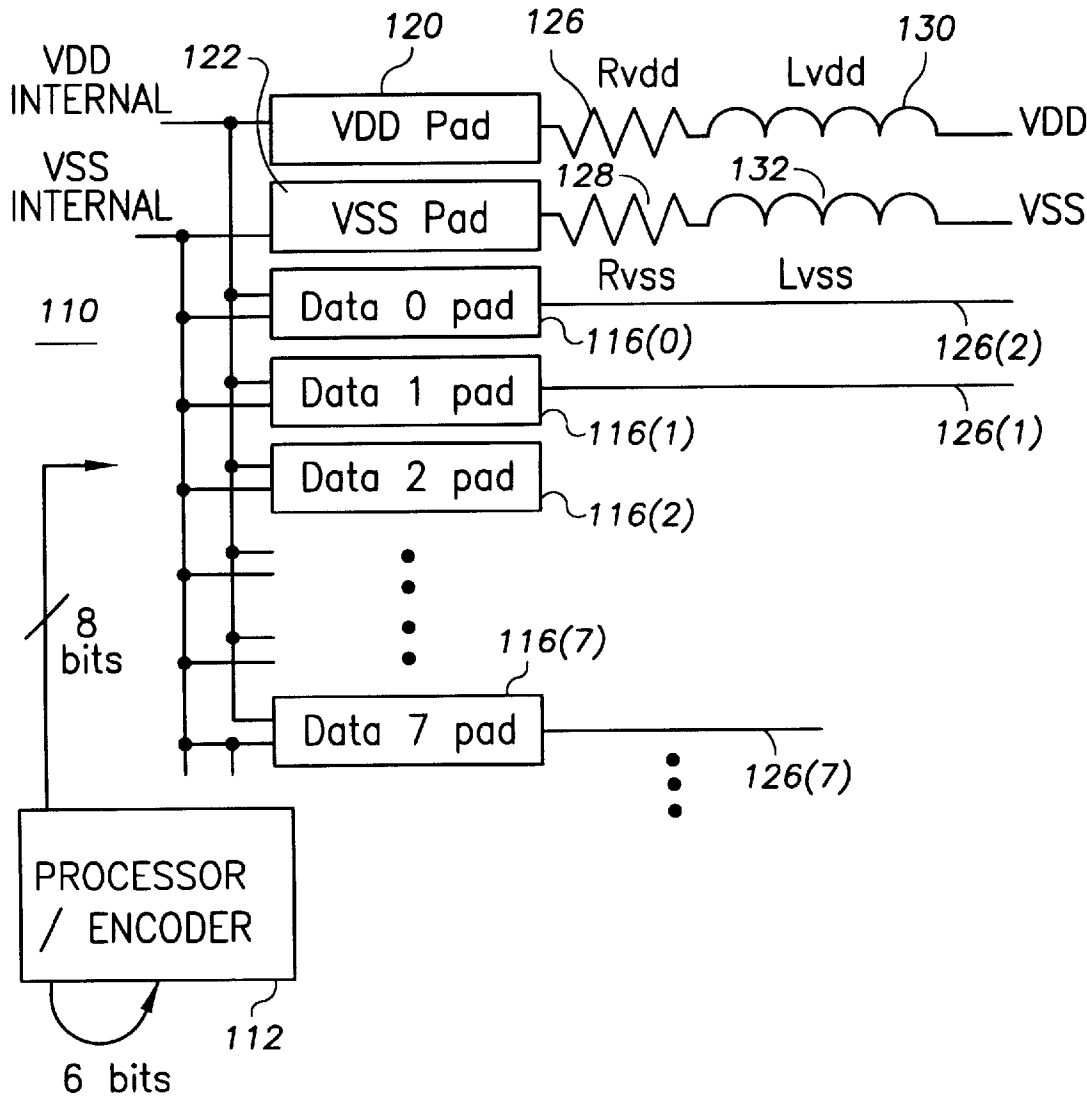 120
126
130
122
VDD
INTERNAL
Rvdd
Lvdd
VDD Pad
VDD
VSS
INTERNAL
128
132
VSS Pad
VSS
Rvss
Lvss
110
Data 0 pad
116(0)
126(2)
Data 1 pad
116(1)
126(1)
Data 2 pad
116(2)
8
bits
116(7)
Data 7 pad
126(7)
PROCESSOR
/ ENCODER
112
6 bits